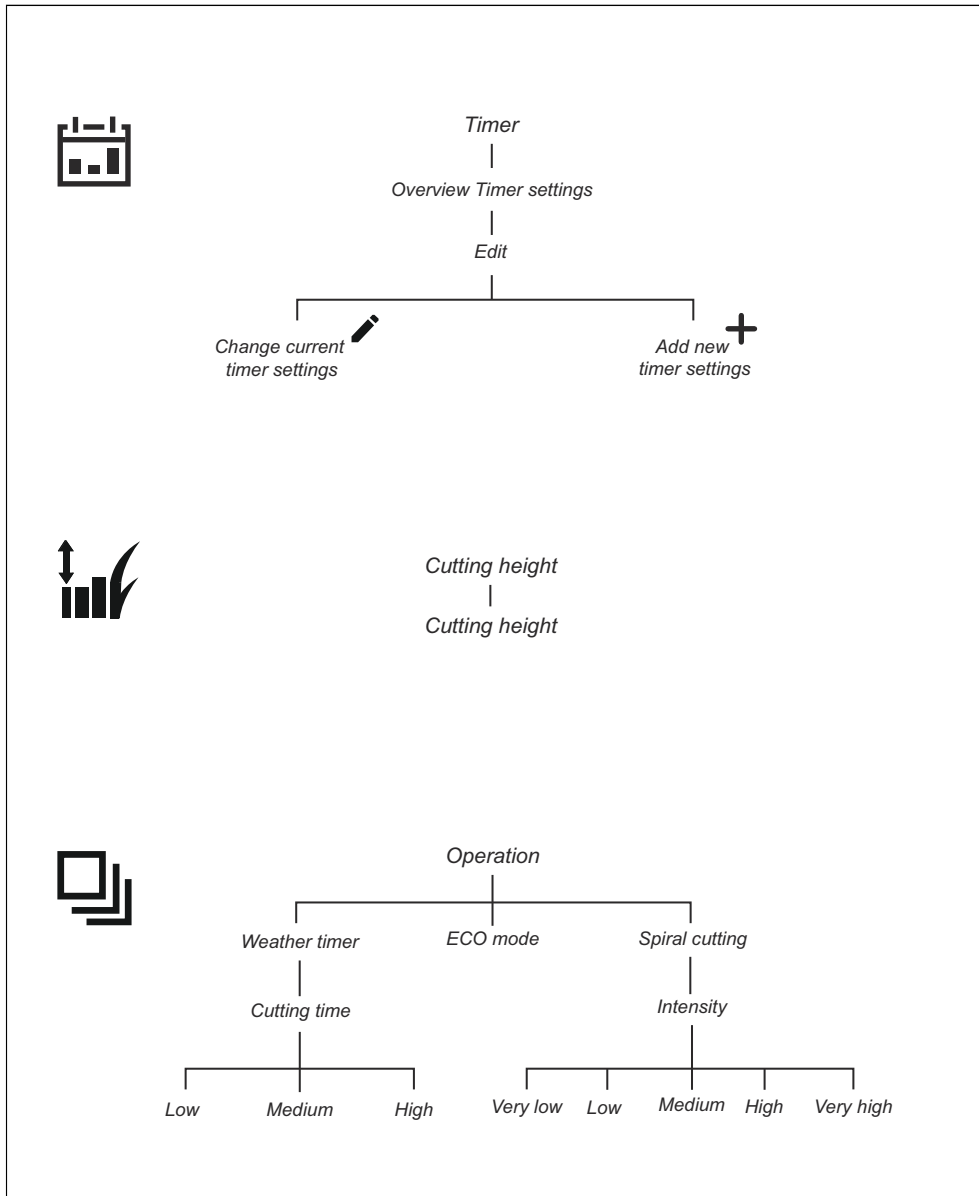 Timer
Overview Timer settings
Edit
Change current
timer settings
Add new
timer settings
Cutting height
Cutting height
Operation
Weather timer
ECO mode
Spiral cutting
Cutting time
Intensity
Low
Medium
High
Very low
Low
Medium
High
Very high